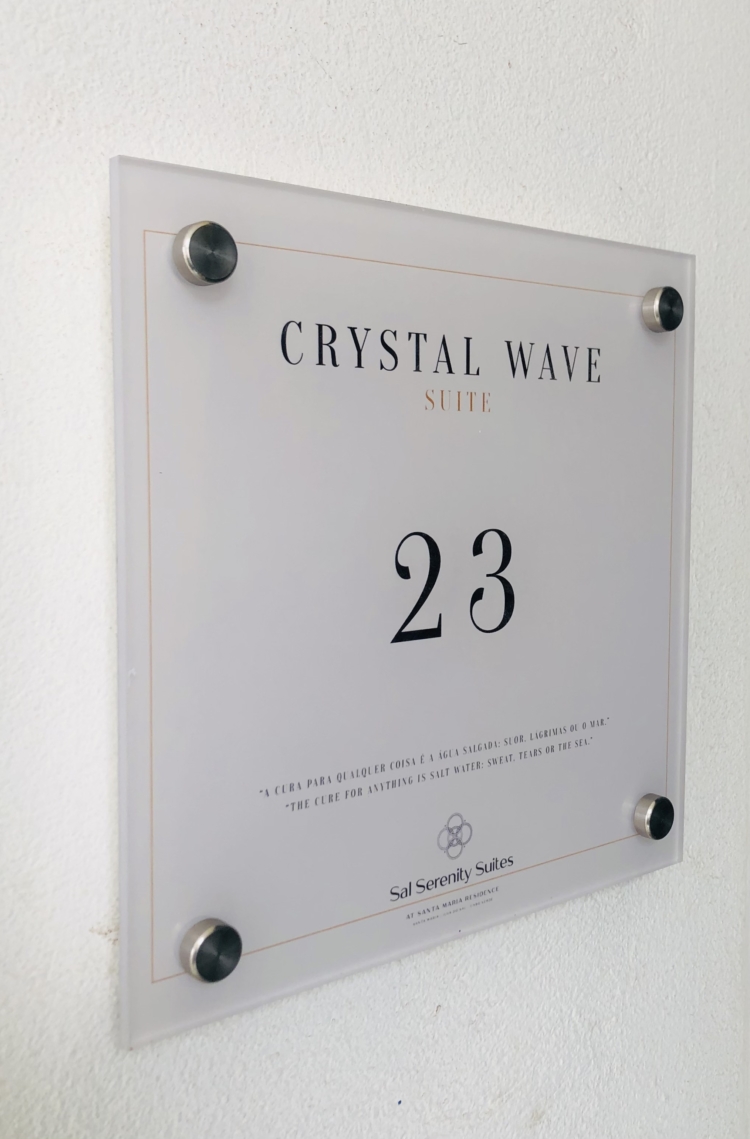 CRYSTAL WAVE
SUITE
23
"A CURA PARA QUALQUER COISA É A ÁGUA SALGADA: SUOR, LÁGRIMAS OU O MAR."
"THE CURE FOR ANYTHING IS SALT WATER: SWEAT, TEARS OR THE SEA."
Sal Serenity Suites
AT SANTA MARIA RESIDENCE